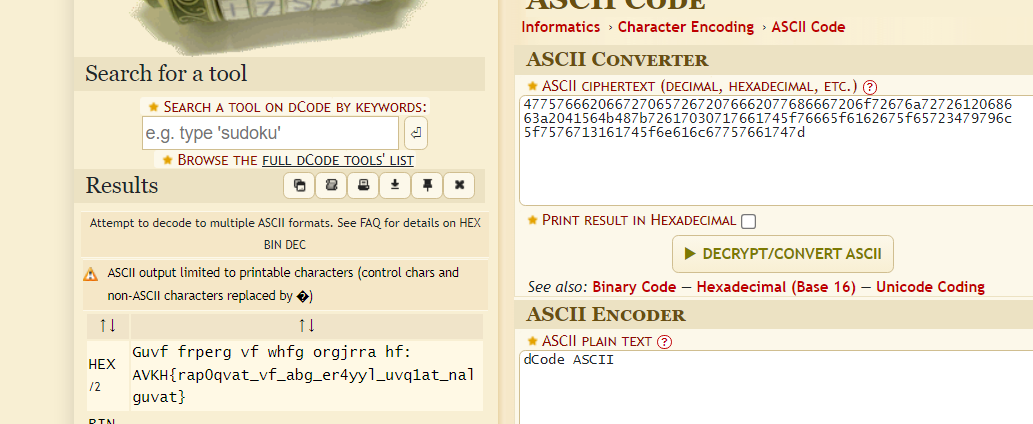 ASCII CODE
Informatics › Character Encoding › ASCII Code
Search for a tool
SEARCH A TOOL ON DCODE BY KEYWORDS:
e.g. type 'sudoku'
BROWSE THE FULL DCODE TOOLS' LIST
Results
Attempt to decode to multiple ASCII formats. See FAQ for details on HEX
BIN DEC
ASCII output limited to printable characters (control chars and
non-ASCII characters replaced by �)
↑↓ ↑↓
HEX
/2
Guvf frperg vf whfg orgjrra hf:
AVKH{rap0qvat_vf_abg_er4yyl_uvq1at_nal
guvat}
BIN
ASCII CONVERTER
ASCII CIPHERTEXT (DECIMAL, HEXADECIMAL, ETC.) ?
47757666206672706572672076662077686667206f72676a72726120686
63a2041564b487b72617030717661745f76665f6162675f65723479796c
5f7576713161745f6e616c67757661747d
PRINT RESULT IN HEXADECIMAL
▶ DECRYPT/CONVERT ASCII
See also: Binary Code — Hexadecimal (Base 16) — Unicode Coding
ASCII ENCODER
ASCII PLAIN TEXT ?
dCode ASCII